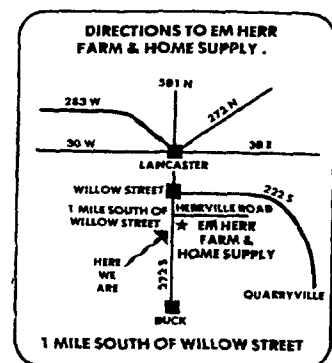 DIRECTIONS TO EM HERR
FARM & HOME SUPPLY.
501 N
283 W
272 N
30 W
30 E
LANCASTER
WILLOW STREET
222 S
1 MILE SOUTH OF
WILLOW STREET
HERRVILLE ROAD
EM HERR
FARM &
HOME SUPPLY
HERE
WE
ARE
272 S
QUARRYVILLE
BUCK
1 MILE SOUTH OF WILLOW STREET